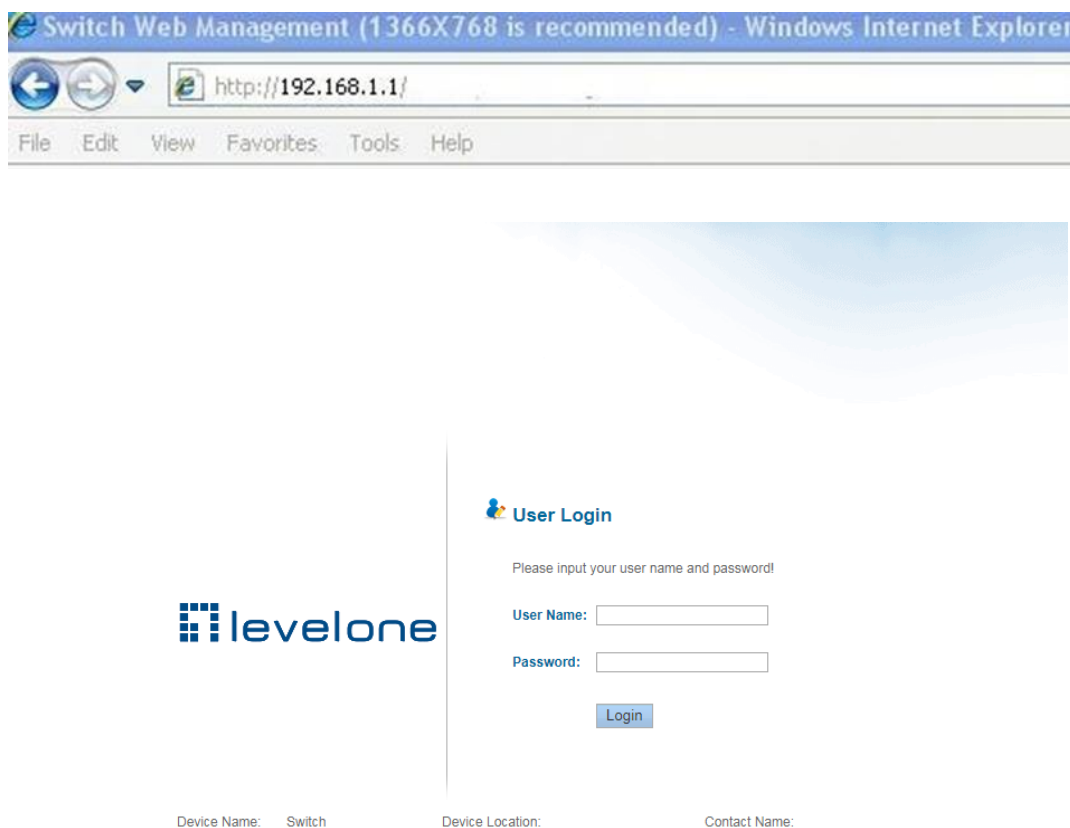 Switch Web Management (1366X768 is recommended) - Windows Internet Explorer
http://192.168.1.1/
File Edit View Favorites Tools Help
User Login
Please input your user name and password!
levelone
User Name:
Password:
Login
Device Name: Switch Device Location: Contact Name: